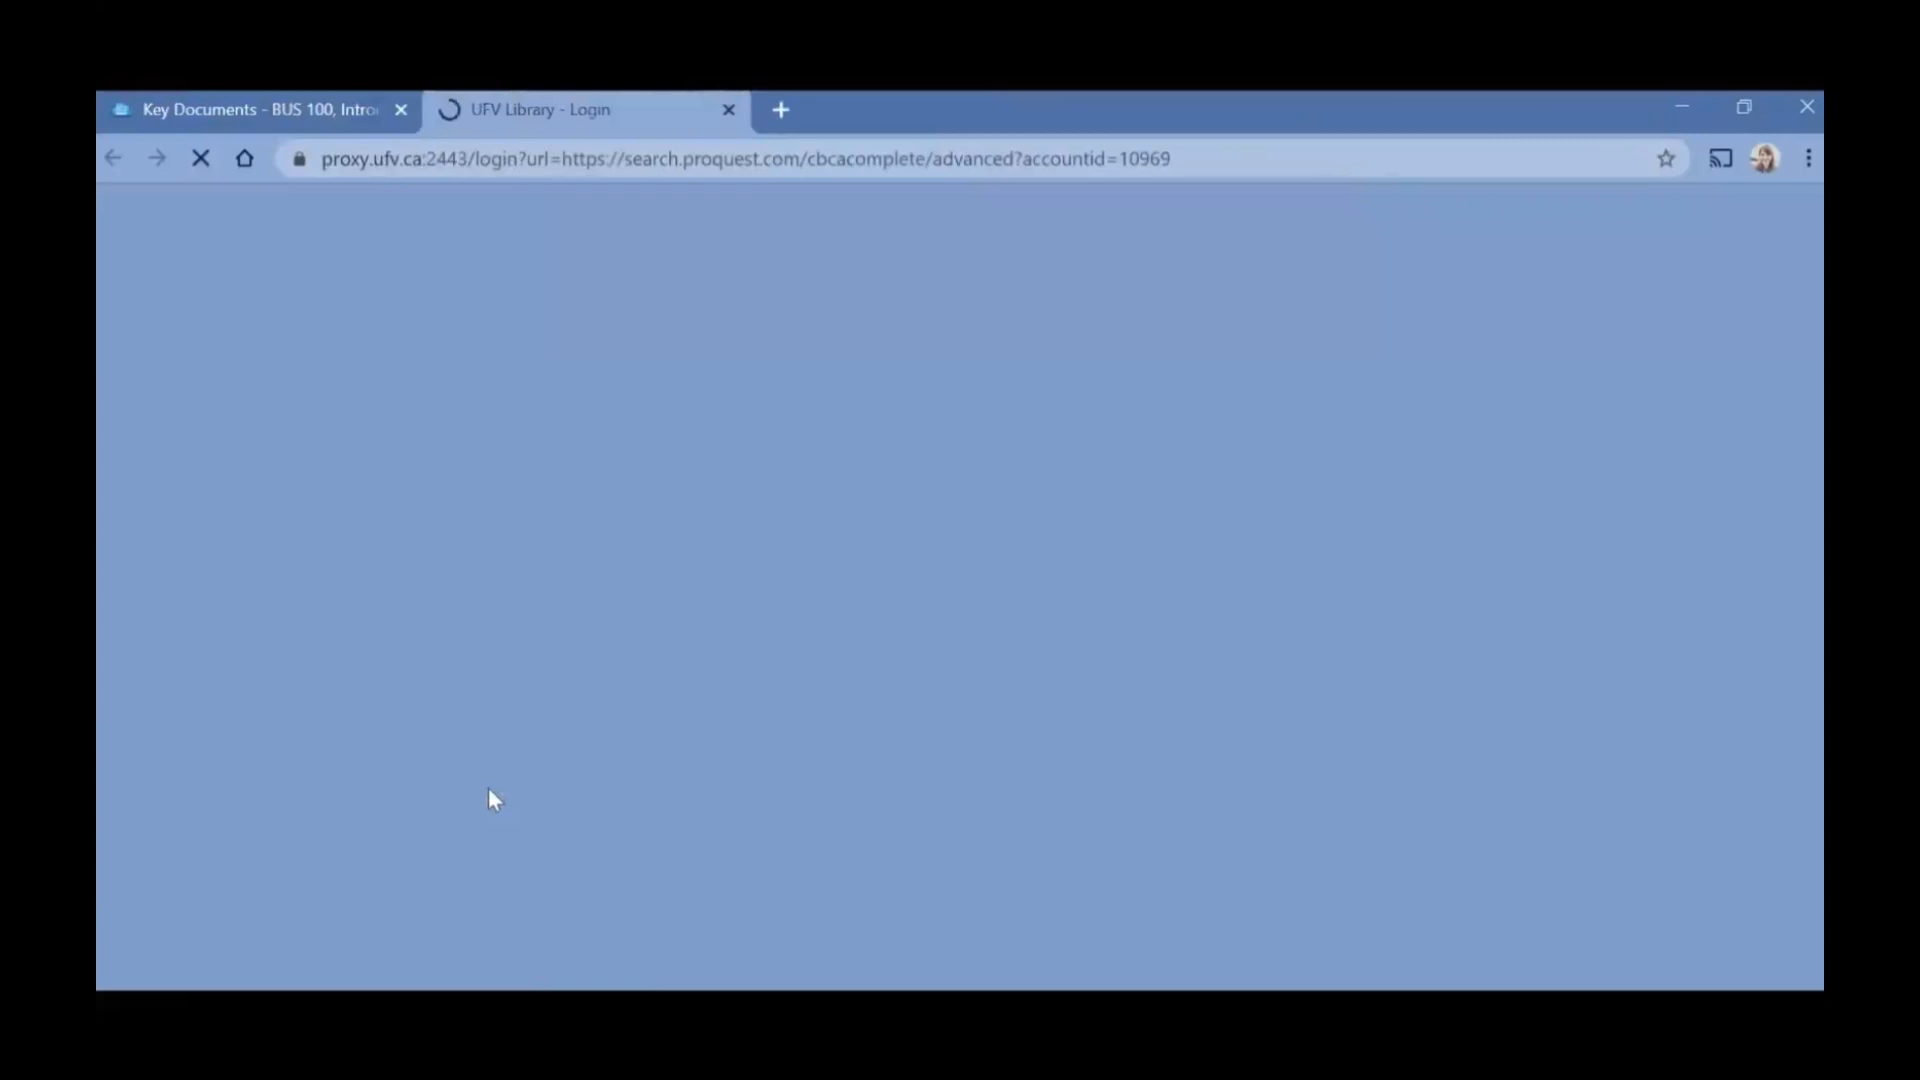 Key Documents - BUS 100, Intro
UFV Library - Login
proxy.ufv.ca:2443/login?url=https://search.proquest.com/cbcacomplete/advanced?accountid=10969